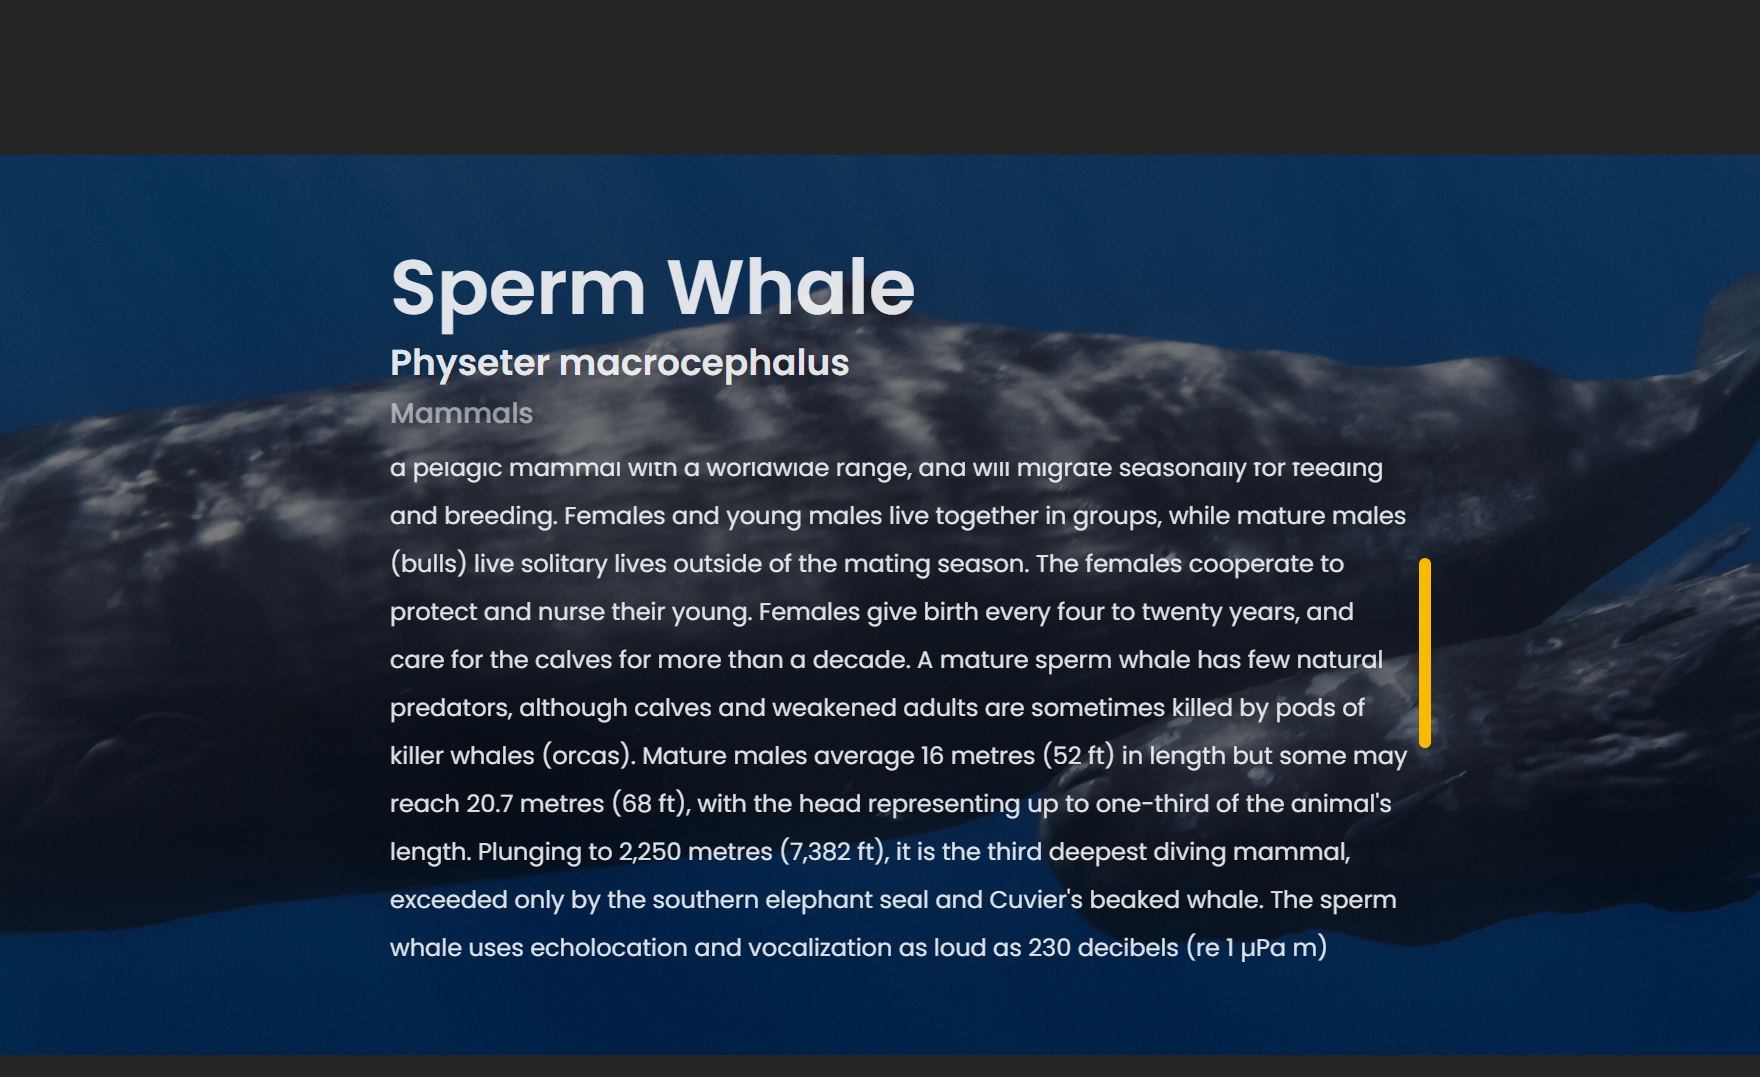 Sperm Whale
Physeter macrocephalus
Mammals
a pelagic mammal with a worldwide range, and will migrate seasonally for feeding
and breeding. Females and young males live together in groups, while mature males
(bulls) live solitary lives outside of the mating season. The females cooperate to
protect and nurse their young. Females give birth every four to twenty years, and
care for the calves for more than a decade. A mature sperm whale has few natural
predators, although calves and weakened adults are sometimes killed by pods of
killer whales (orcas). Mature males average 16 metres (52 ft) in length but some may
reach 20.7 metres (68 ft), with the head representing up to one-third of the animal's
length. Plunging to 2,250 metres (7,382 ft), it is the third deepest diving mammal,
exceeded only by the southern elephant seal and Cuvier's beaked whale. The sperm
whale uses echolocation and vocalization as loud as 230 decibels (re 1 µPa m)